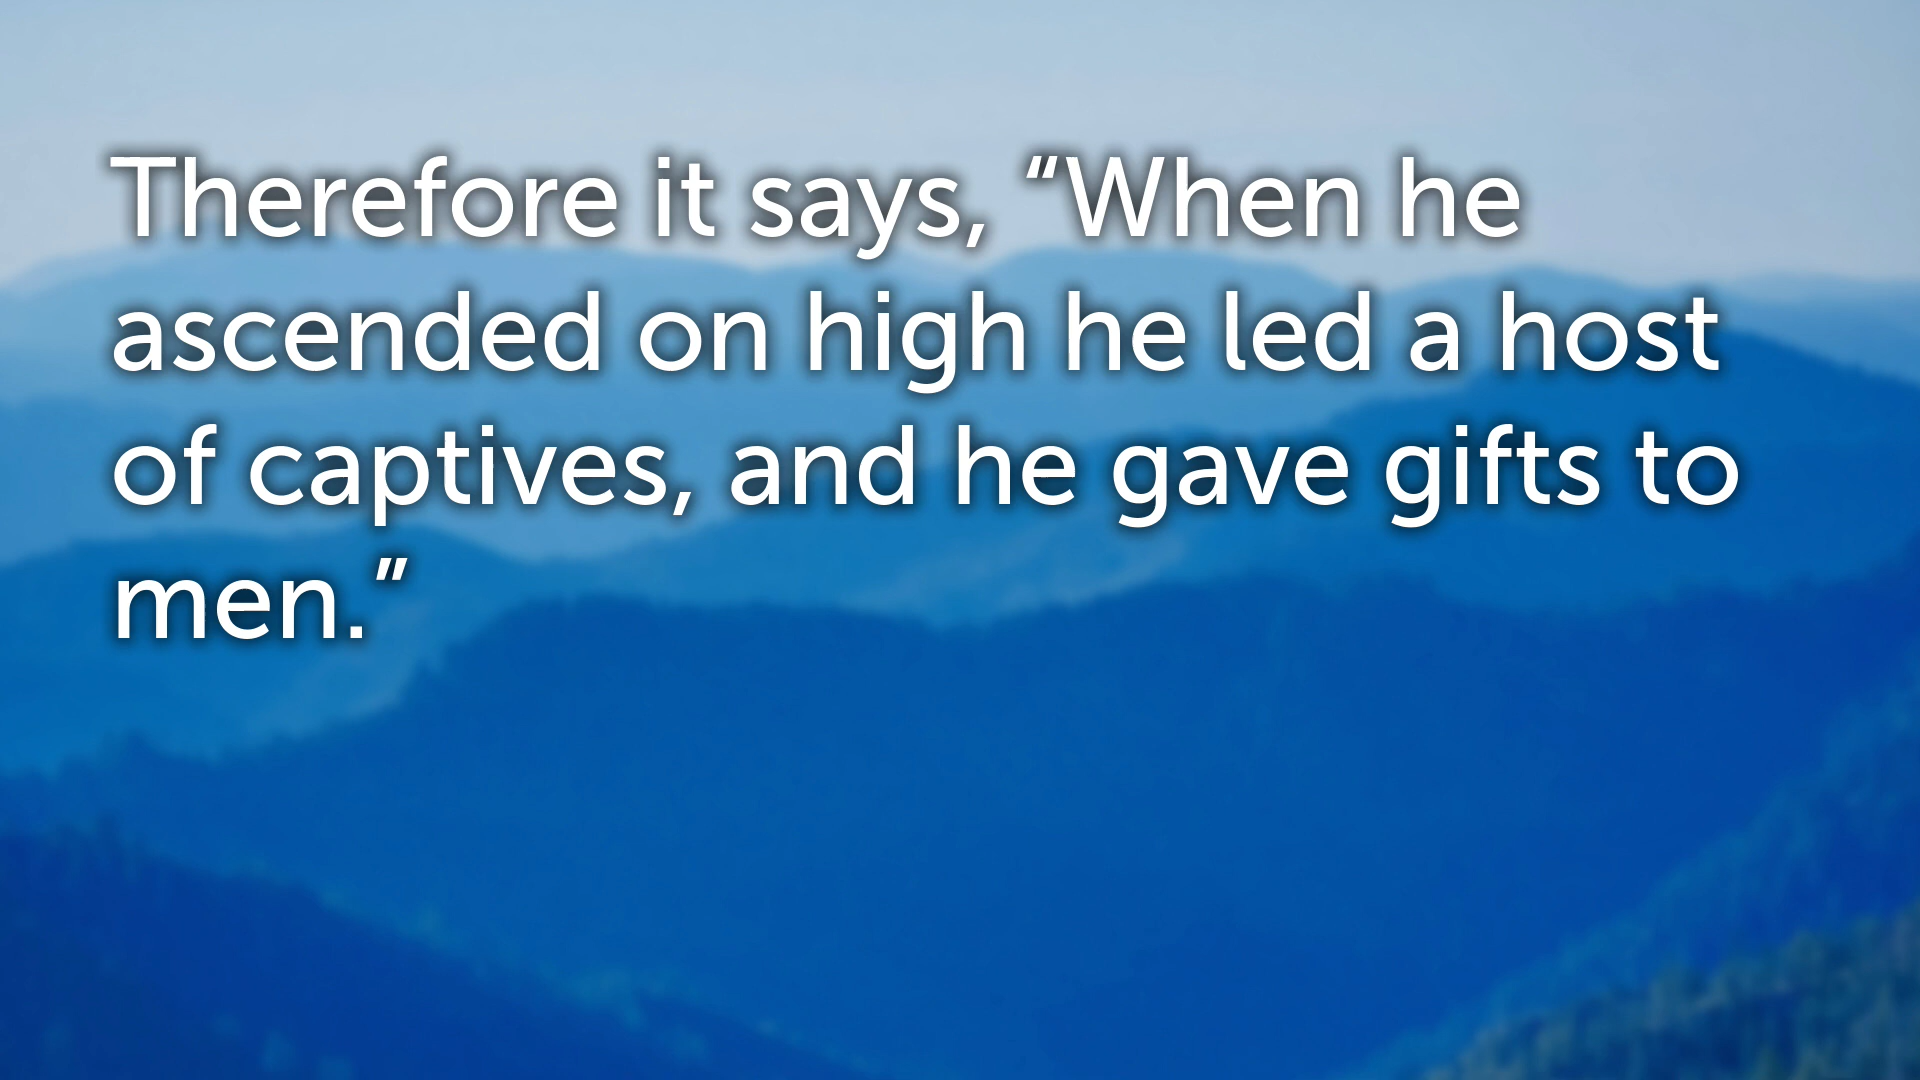 Therefore it says, “When he
ascended on high he led a host
of captives, and he gave gifts to
men.”